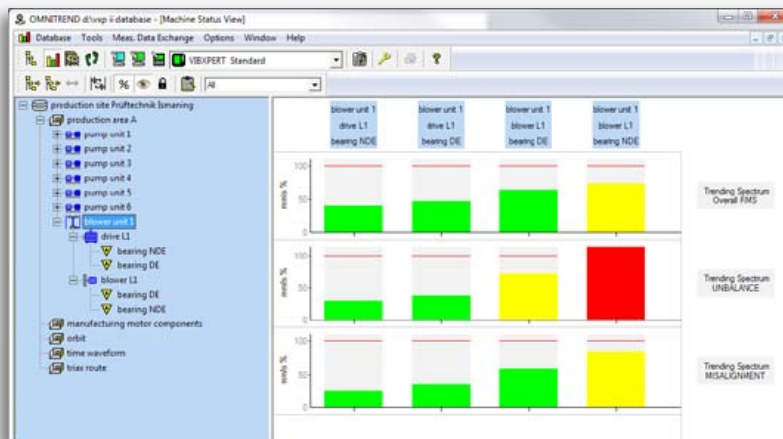 OMNITREND d:\vxp ii database - [Machine Status View]
Database Tools Meas. Data Exchange Options Window Help
VIBXPERT Standard
%
All
production site Prüftechnik Ismaning
production area A
pump unit 1
pump unit 2
pump unit 3
pump unit 4
pump unit 5
pump unit 6
blower unit 1
drive L1
bearing NDE
bearing DE
blower L1
bearing DE
bearing NDE
manufacturing motor components
orbit
time waveform
triax route
blower unit 1
drive L1
bearing NDE
blower unit 1
drive L1
bearing DE
blower unit 1
blower L1
bearing DE
blower unit 1
blower L1
bearing NDE
mm/s %
100
50
0
Trending Spectrum
Overall RMS
mm/s %
100
50
0
Trending Spectrum
UNBALANCE
mm/s %
100
50
0
Trending Spectrum
MISALIGNMENT